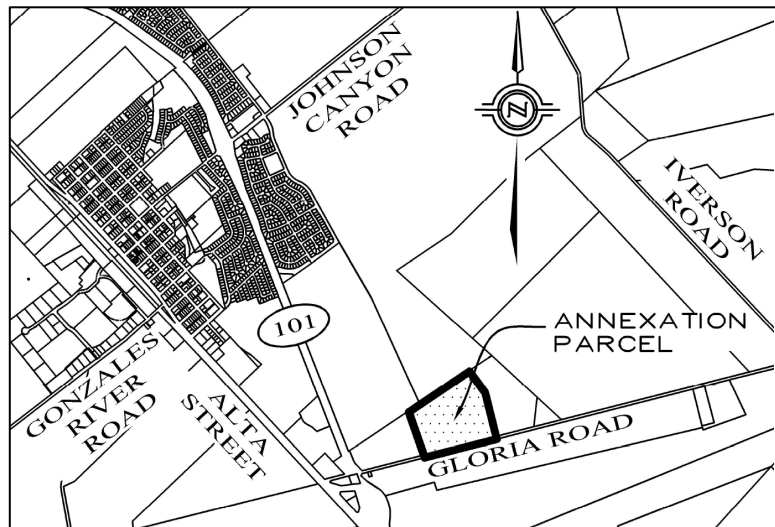 JOHNSON
CANYON
ROAD
N
IVERSON
ROAD
101
ANNEXATION
PARCEL
GONZALES
RIVER
ROAD
ALTA
STREET
GLORIA ROAD